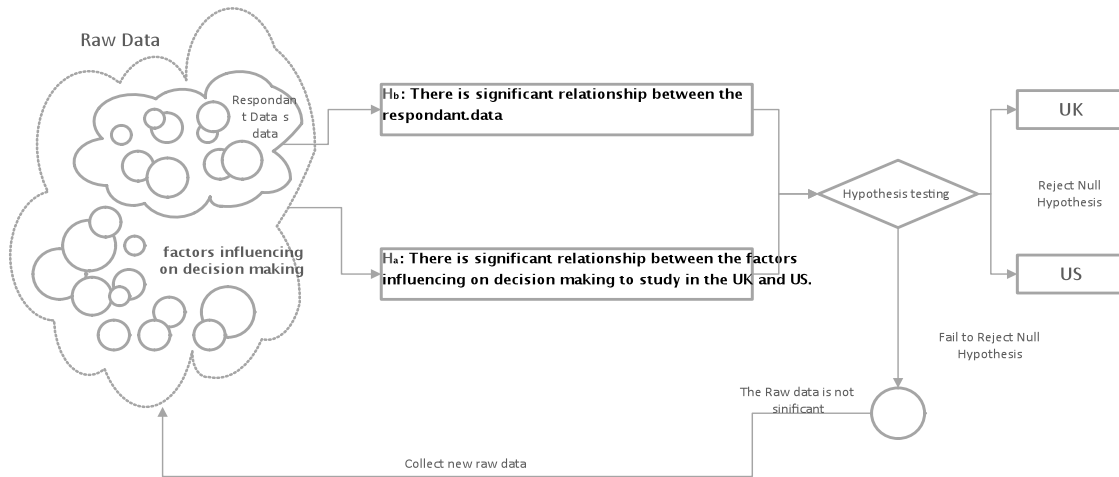 Raw Data
Respondan
t Data s
data
factors influencing
on decision making
Hb: There is significant relationship between the
respondant.data
Ha: There is significant relationship between the factors
influencing on decision making to study in the UK and US.
Hypothesis testing
UK
Reject Null
Hypothesis
US
Fail to Reject Null
Hypothesis
The Raw data is not
sinificant
Collect new raw data